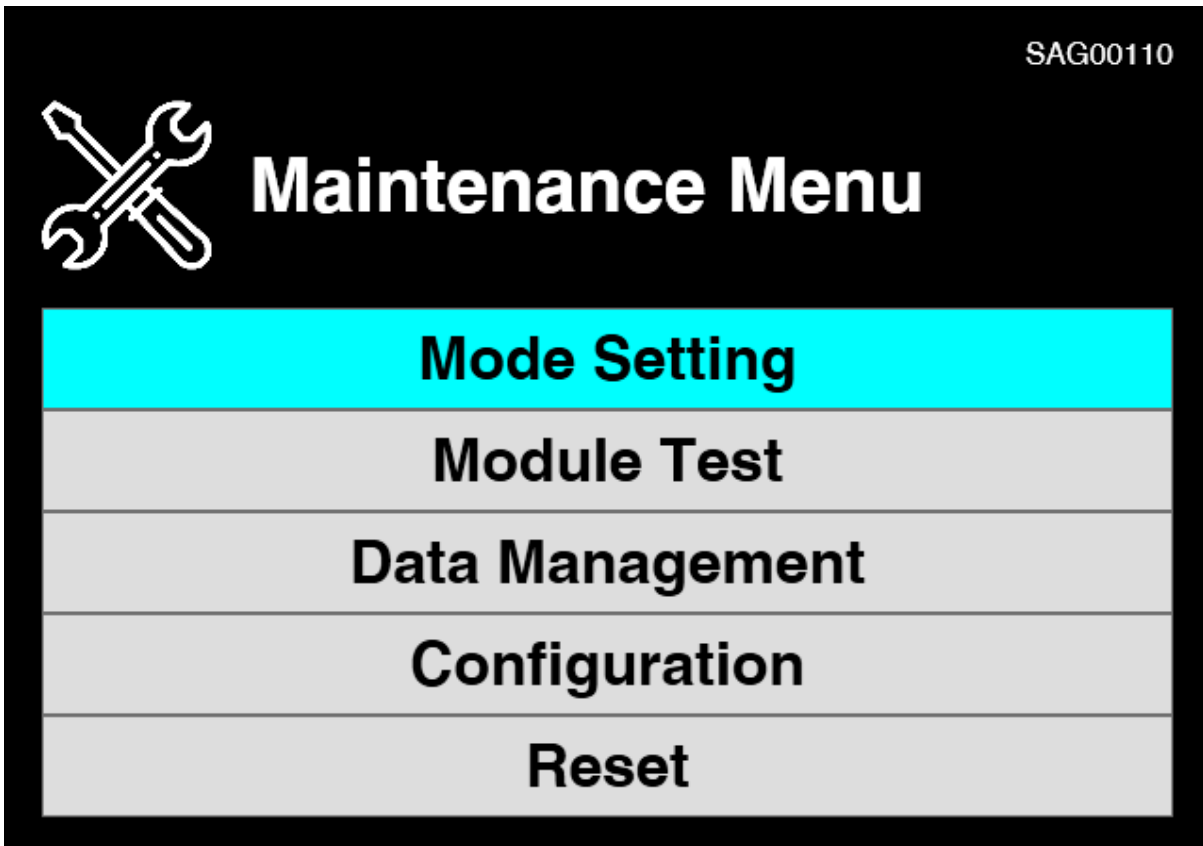 SAG00110
Maintenance Menu
Mode Setting
Module Test
Data Management
Configuration
Reset